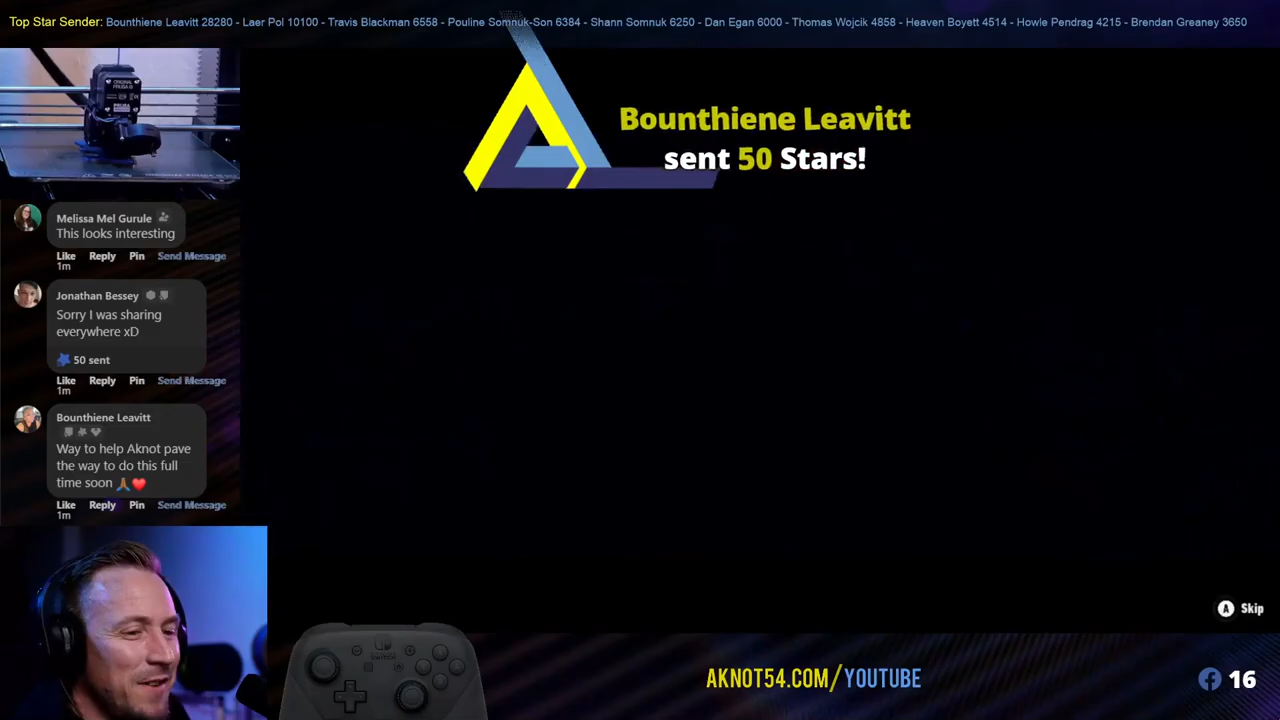 Top Star Sender: Bounthiene Leavitt 28280 - Laer Pol 10100 - Travis Blackman 6558 - Pouline Somnuk-Son 6384 - Shann Somnuk 6250 - Dan Egan 6000 - Thomas Wojcik 4858 - Heaven Boyett 4514 - Howle Pendrag 4215 - Brendan Greaney 3650
ORIGINAL
PRUSA i3
Bounthiene Leavitt
sent 50 Stars!
Melissa Mel Gurule
This looks interesting
Like Reply Pin Send Message
1m
Jonathan Bessey
Sorry I was sharing
everywhere xD
50 sent
Like Reply Pin Send Message
1m
Bounthiene Leavitt
Way to help Aknot pave
the way to do this full
time soon 🙏🏾❤️
Like Reply Pin Send Message
1m
A Skip
AKNOT54.COM/YOUTUBE
16